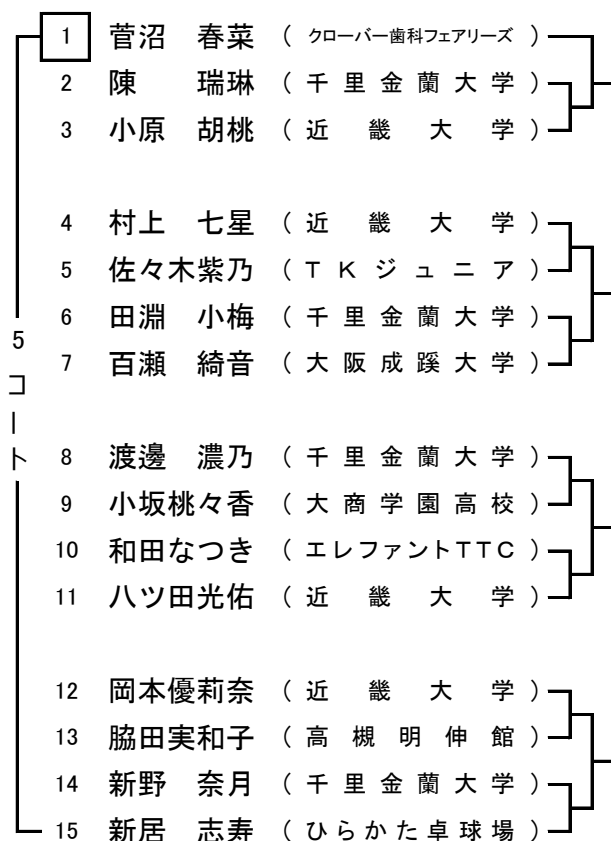 1 菅沼 春菜 ( クローバー歯科フェアリーズ )
2 陳 瑞琳 ( 千里金蘭大学 )
3 小原 胡桃 ( 近畿大学 )
4 村上 七星 ( 近畿大学 )
5 佐々木紫乃 ( TKジュニア )
6 田淵 小梅 ( 千里金蘭大学 )
7 百瀬 綺音 ( 大阪成蹊大学 )
5コート
8 渡邊 濃乃 ( 千里金蘭大学 )
9 小坂桃々香 ( 大商学園高校 )
10 和田なつき ( エレファントTTC )
11 八ツ田光佑 ( 近畿大学 )
12 岡本優莉奈 ( 近畿大学 )
13 脇田実和子 ( 高槻明伸館 )
14 新野 奈月 ( 千里金蘭大学 )
15 新居 志寿 ( ひらかた卓球場 )